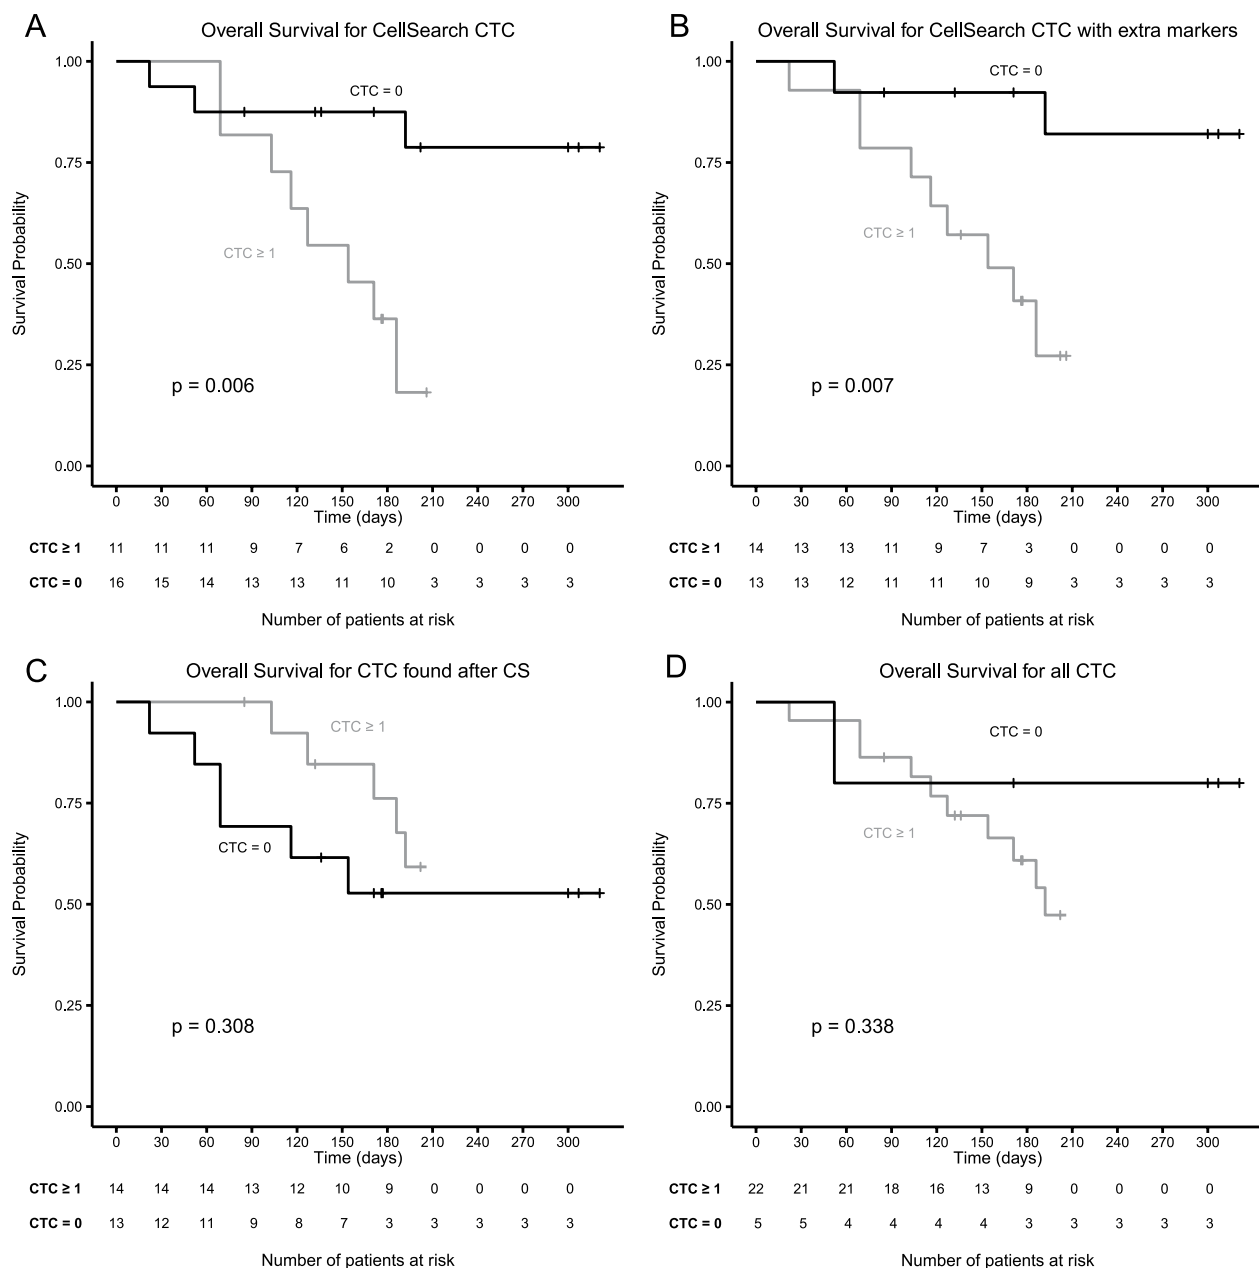 A
Overall Survival for CellSearch CTC
1.00
0.75
0.50
0.25
0.00
Survival Probability
CTC = 0
CTC ≥ 1
p = 0.006
0 30 60 90 120 150 180 210 240 270 300
Time (days)
CTC ≥ 1 11 11 11 9 7 6 2 0 0 0 0
CTC = 0 16 15 14 13 13 11 10 3 3 3 3
Number of patients at risk
B
Overall Survival for CellSearch CTC with extra markers
1.00
0.75
0.50
0.25
0.00
Survival Probability
CTC = 0
CTC ≥ 1
p = 0.007
0 30 60 90 120 150 180 210 240 270 300
Time (days)
CTC ≥ 1 14 13 13 11 9 7 3 0 0 0 0
CTC = 0 13 13 12 11 11 10 9 3 3 3 3
Number of patients at risk
C
Overall Survival for CTC found after CS
1.00
0.75
0.50
0.25
0.00
Survival Probability
CTC ≥ 1
CTC = 0
p = 0.308
0 30 60 90 120 150 180 210 240 270 300
Time (days)
CTC ≥ 1 14 14 14 13 12 10 9 0 0 0 0
CTC = 0 13 12 11 9 8 7 3 3 3 3 3
Number of patients at risk
D
Overall Survival for all CTC
1.00
0.75
0.50
0.25
0.00
Survival Probability
CTC = 0
CTC ≥ 1
p = 0.338
0 30 60 90 120 150 180 210 240 270 300
Time (days)
CTC ≥ 1 22 21 21 18 16 13 9 0 0 0 0
CTC = 0 5 5 4 4 4 4 3 3 3 3 3
Number of patients at risk